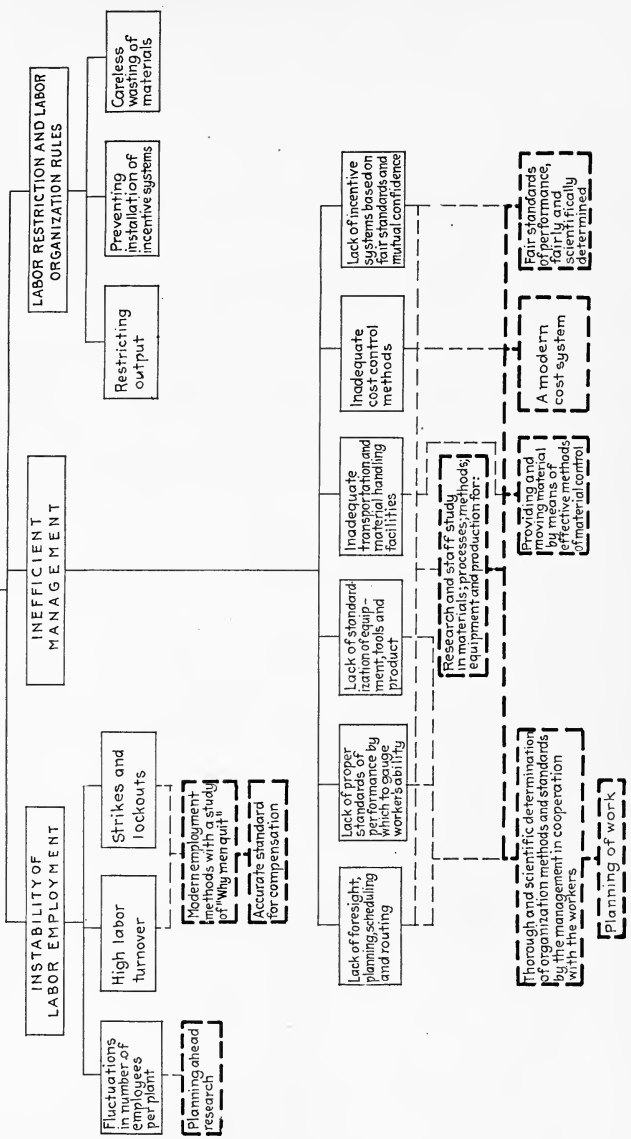 INSTABILITY OF
LABOR EMPLOYMENT
Fluctuations
in number of
employees
per plant
High labor
turnover
Strikes and
lockouts
Planning ahead
research
Modern employment
methods with a study
of "Why men quit"
Accurate standard
for compensation
INEFFICIENT
MANAGEMENT
LABOR RESTRICTION AND LABOR
ORGANIZATION RULES
Restricting
output
Preventing
installation of
incentive systems
Careless
wasting of
materials
Lack of foresight,
planning, scheduling
and routing
Lack of proper
standards of
performance by
which to gauge
worker's ability
Lack of standard-
ization of equip-
ment, tools and
product
Inadequate
transportation and
material handling
facilities
Inadequate
cost control
methods
Lack of incentive
systems based on
fair standards and
mutual confidence
Research and staff study
in materials; processes; methods;
equipment and production for:
Thorough and scientific determination
of organization methods and standards
by the management in cooperation
with the workers
Planning of work
Providing and
moving material
by means of
effective methods
of material control
A modern
cost system
Fair standards
of performance,
fairly and
scientifically
determined